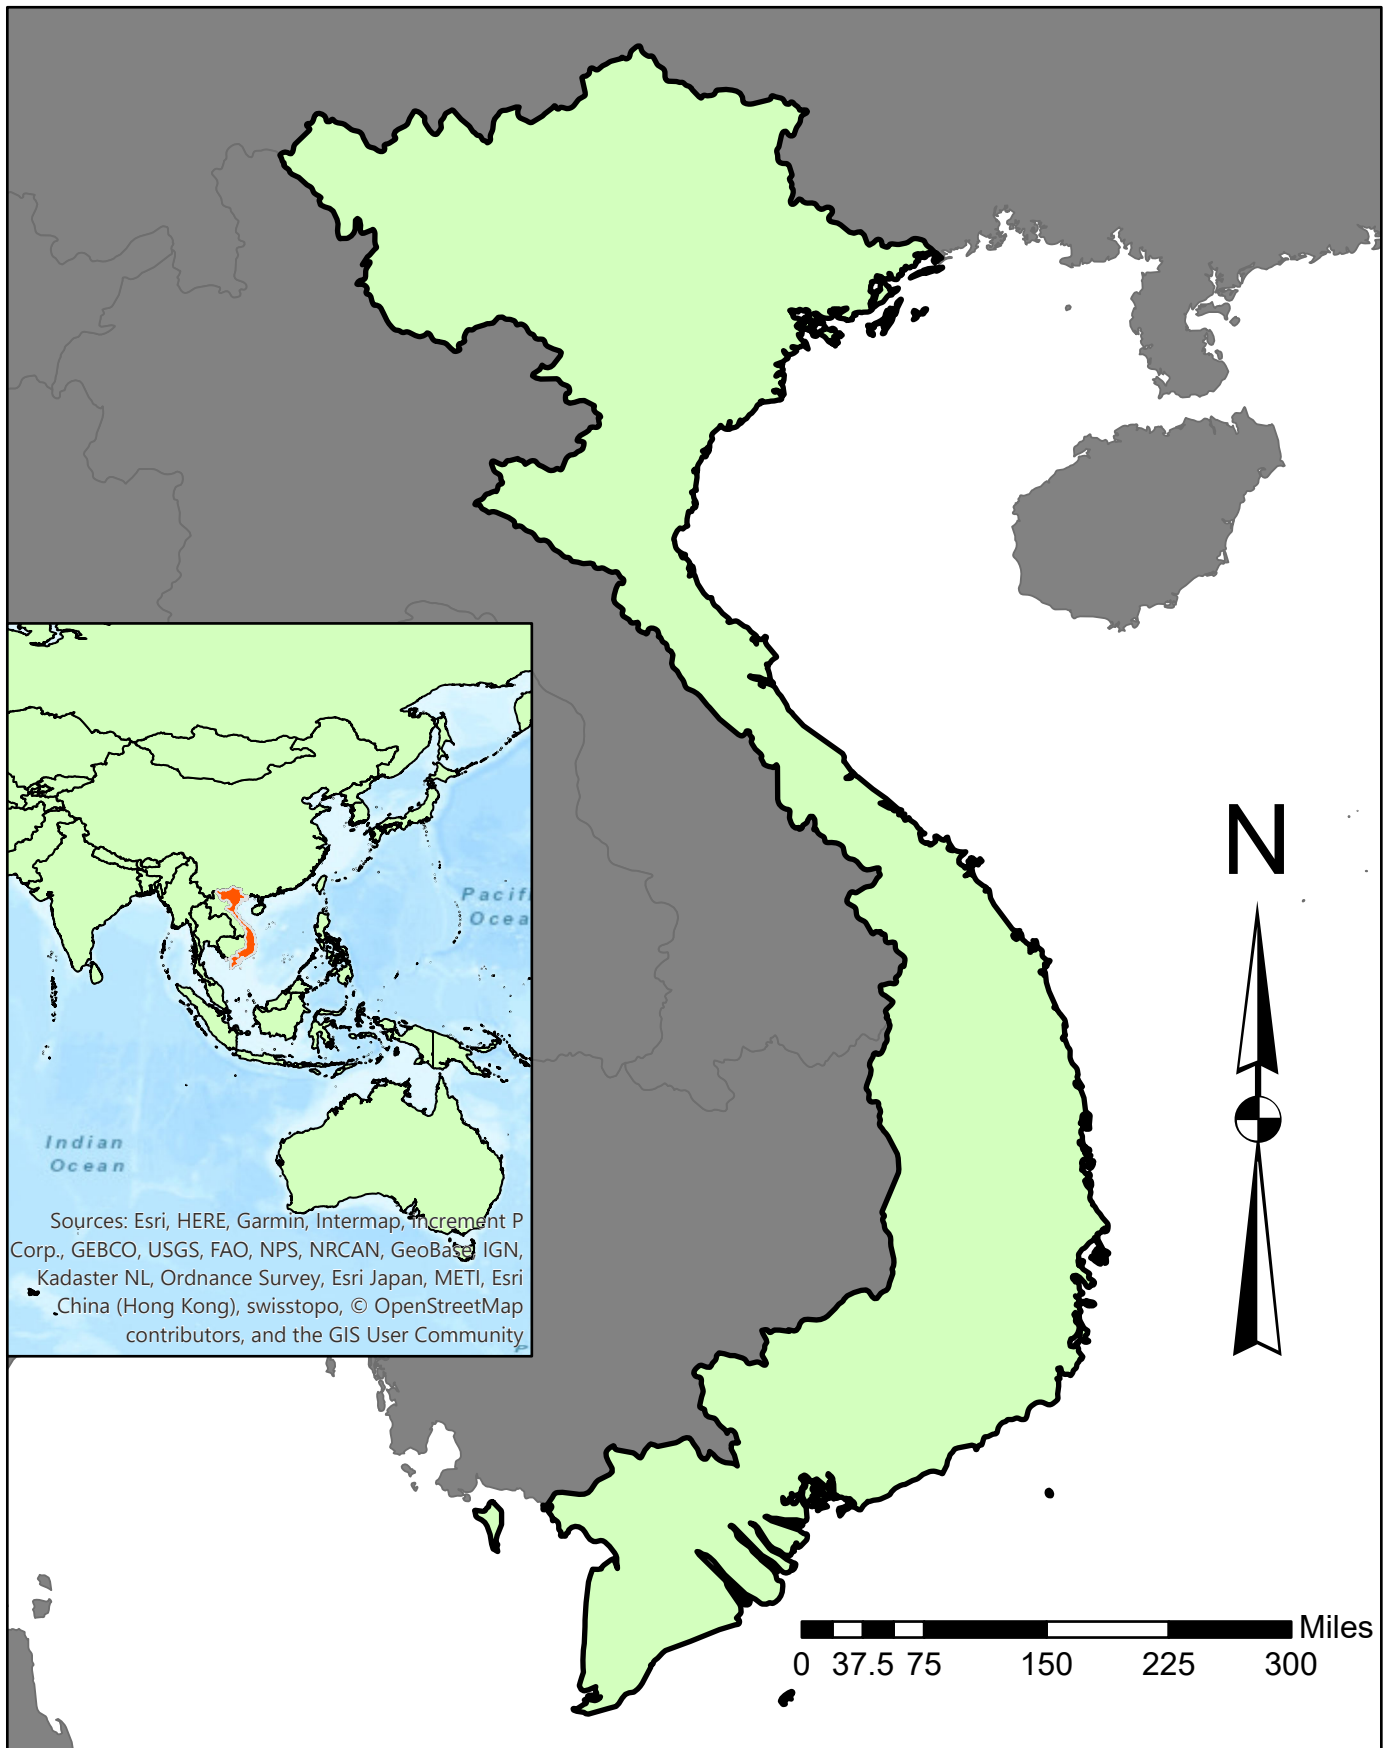 N
Pacifi
Ocea
Indian
Ocean
Sources: Esri, HERE, Garmin, Intermap, increment P
Corp., GEBCO, USGS, FAO, NPS, NRCAN, GeoBase, IGN,
Kadaster NL, Ordnance Survey, Esri Japan, METI, Esri
China (Hong Kong), swisstopo, © OpenStreetMap
contributors, and the GIS User Community
Miles
0 37.5 75 150 225 300